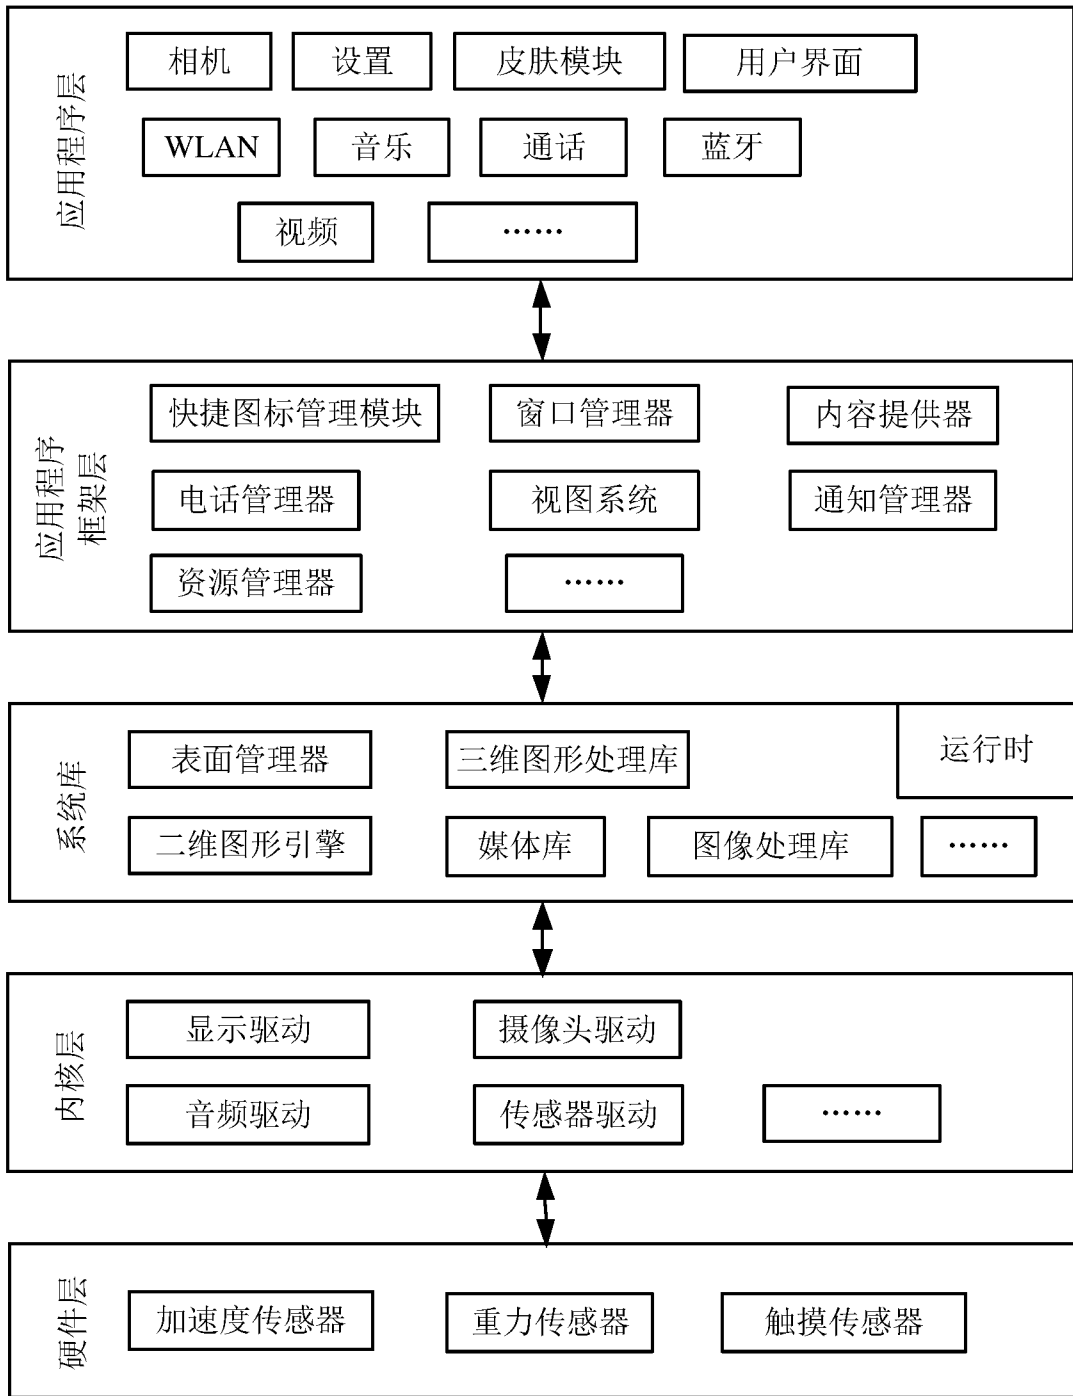 应用程序层
相机 设置 皮肤模块 用户界面
WLAN 音乐 通话 蓝牙
视频 ……
应用程序
框架层
快捷图标管理模块 窗口管理器 内容提供器
电话管理器 视图系统 通知管理器
资源管理器 ……
系统库
表面管理器 三维图形处理库 运行时
二维图形引擎 媒体库 图像处理库 ……
内核层
显示驱动 摄像头驱动
音频驱动 传感器驱动 ……
硬件层
加速度传感器 重力传感器 触摸传感器